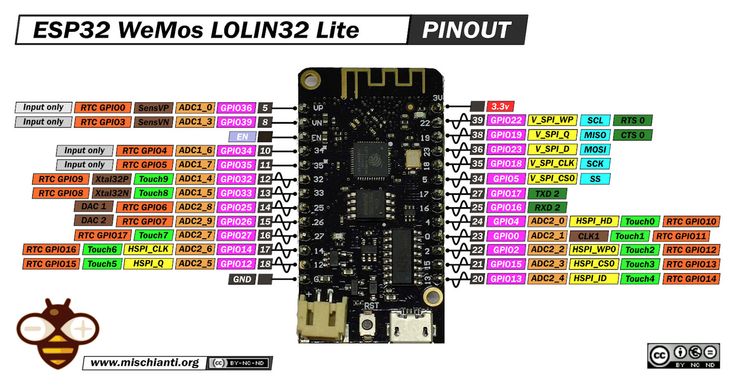 ESP32 WeMos LOLIN32 Lite PINOUT
Input only RTC GPIO0 SensVP ADC1_0 GPIO36 5
Input only RTC GPIO3 SensVN ADC1_3 GPIO39 8
EN
Input only RTC GPIO4 ADC1_6 GPIO34 10
Input only RTC GPIO5 ADC1_7 GPIO35 11
RTC GPIO9 Xtal32P Touch9 ADC1_4 GPIO32 12
RTC GPIO8 Xtal32N Touch8 ADC1_5 GPIO33 13
DAC 1 RTC GPIO6 ADC2_8 GPIO25 14
DAC 2 RTC GPIO7 ADC2_9 GPIO26 15
RTC GPIO17 Touch7 ADC2_7 GPIO27 16
RTC GPIO16 Touch6 HSPI_CLK ADC2_6 GPIO14 17
RTC GPIO15 Touch5 HSPI_Q ADC2_5 GPIO12 18
GND
VP
VN
EN
34
35
32
33
25
26
27
14
12
G
3V
22
19
23
18
5
17
16
4
0
2
15
13
RST
3.3v
39 GPIO22 V_SPI_WP SCL RTS 0
38 GPIO19 V_SPI_Q MISO CTS 0
36 GPIO23 V_SPI_D MOSI
35 GPIO18 V_SPI_CLK SCK
34 GPIO5 V_SPI_CS0 SS
27 GPIO17 TXD 2
25 GPIO16 RXD 2
24 GPIO4 ADC2_0 HSPI_HD Touch0 RTC GPIO10
23 GPIO0 ADC2_1 CLK1 Touch1 RTC GPIO11
22 GPIO2 ADC2_2 HSPI_WP0 Touch2 RTC GPIO12
21 GPIO15 ADC2_3 HSPI_CS0 Touch3 RTC GPIO13
20 GPIO13 ADC2_4 HSPI_ID Touch4 RTC GPIO14
www.mischianti.org
CC BY-NC-ND
CC
BY NC ND